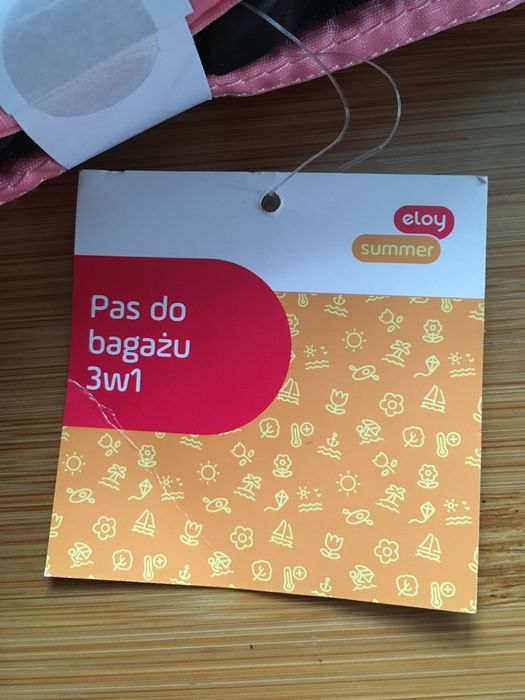 eloy
summer
Pas do
bagażu
3w1